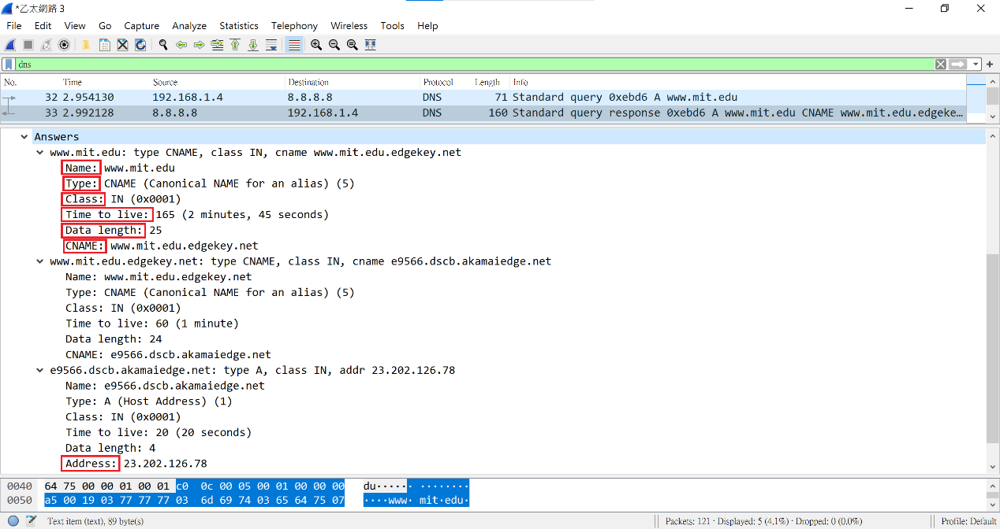 *乙太網路 3
File Edit View Go Capture Analyze Statistics Telephony Wireless Tools Help
dns
No. Time Source Destination Protocol Length Info
32 2.954130 192.168.1.4 8.8.8.8 DNS 71 Standard query 0xebd6 A www.mit.edu
33 2.992128 8.8.8.8 192.168.1.4 DNS 160 Standard query response 0xebd6 A www.mit.edu CNAME www.mit.edu.edgeke…
Answers
www.mit.edu: type CNAME, class IN, cname www.mit.edu.edgekey.net
Name: www.mit.edu
Type: CNAME (Canonical NAME for an alias) (5)
Class: IN (0x0001)
Time to live: 165 (2 minutes, 45 seconds)
Data length: 25
CNAME: www.mit.edu.edgekey.net
www.mit.edu.edgekey.net: type CNAME, class IN, cname e9566.dscb.akamaiedge.net
Name: www.mit.edu.edgekey.net
Type: CNAME (Canonical NAME for an alias) (5)
Class: IN (0x0001)
Time to live: 60 (1 minute)
Data length: 24
CNAME: e9566.dscb.akamaiedge.net
e9566.dscb.akamaiedge.net: type A, class IN, addr 23.202.126.78
Name: e9566.dscb.akamaiedge.net
Type: A (Host Address) (1)
Class: IN (0x0001)
Time to live: 20 (20 seconds)
Data length: 4
Address: 23.202.126.78
0040 64 75 00 00 01 00 01 c0 0c 00 05 00 01 00 00 00 du····· ········
0050 a5 00 19 03 77 77 77 03 6d 69 74 03 65 64 75 07 ····www· mit·edu·
Text item (text), 89 byte(s) Packets: 121 · Displayed: 5 (4.1%) · Dropped: 0 (0.0%) Profile: Default